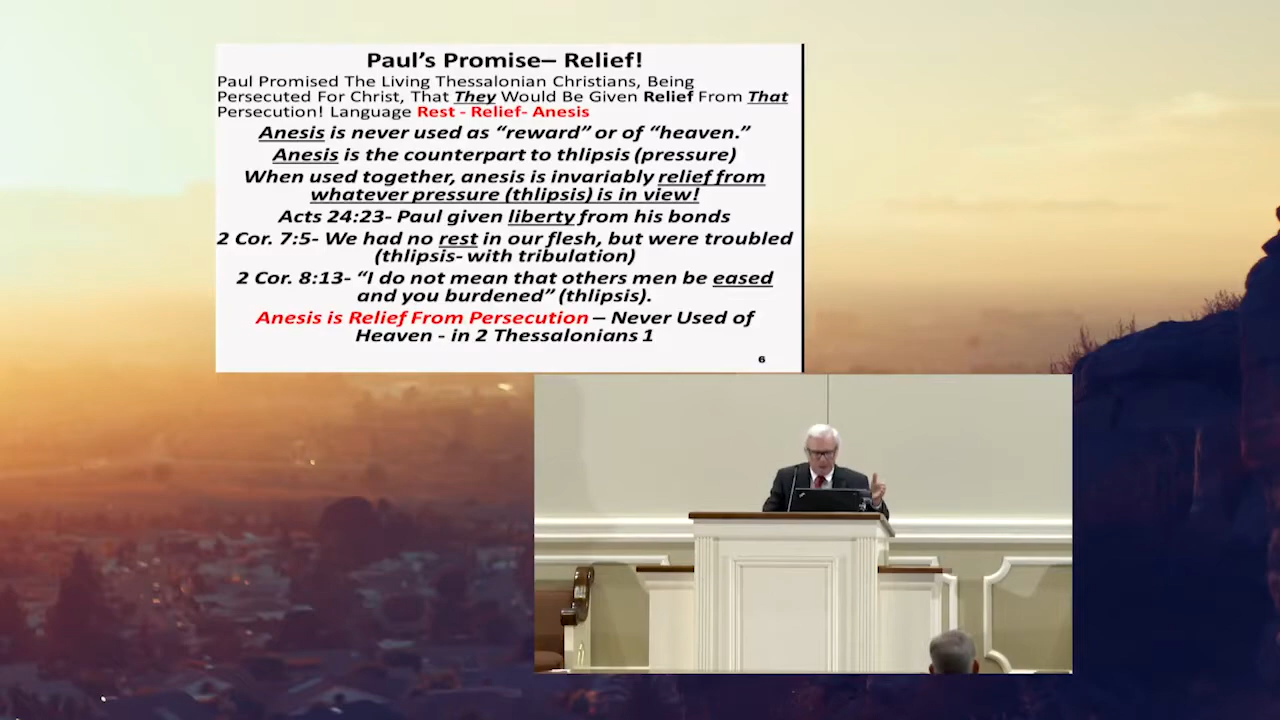 Paul’s Promise– Relief!
Paul Promised The Living Thessalonian Christians, Being
Persecuted For Christ, That They Would Be Given Relief From That
Persecution! Language Rest - Relief- Anesis
Anesis is never used as “reward” or of “heaven.”
Anesis is the counterpart to thlipsis (pressure)
When used together, anesis is invariably relief from
whatever pressure (thlipsis) is in view!
Acts 24:23- Paul given liberty from his bonds
2 Cor. 7:5- We had no rest in our flesh, but were troubled
(thlipsis- with tribulation)
2 Cor. 8:13- “I do not mean that others men be eased
and you burdened” (thlipsis).
Anesis is Relief From Persecution – Never Used of
Heaven - in 2 Thessalonians 1
6